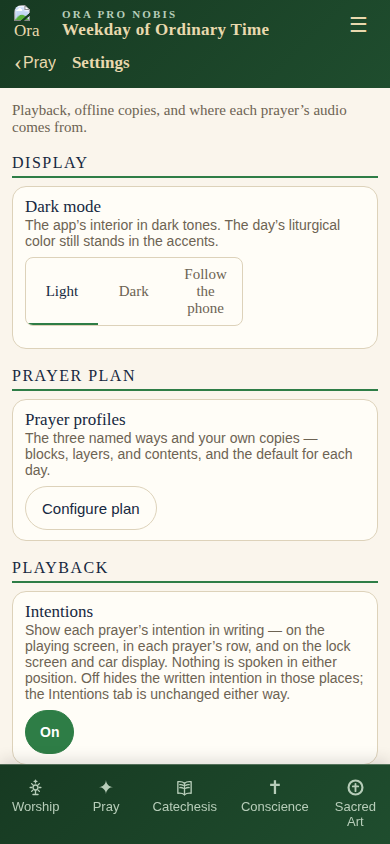 Ora
ORA PRO NOBIS
Weekday of Ordinary Time
☰
‹ Pray
Settings
Playback, offline copies, and where each prayer’s audio
comes from.
DISPLAY
Dark mode
The app’s interior in dark tones. The day’s liturgical
color still stands in the accents.
Light
Dark
Follow
the
phone
PRAYER PLAN
Prayer profiles
The three named ways and your own copies —
blocks, layers, and contents, and the default for each
day.
Configure plan
PLAYBACK
Intentions
Show each prayer’s intention in writing — on the
playing screen, in each prayer’s row, and on the lock
screen and car display. Nothing is spoken in either
position. Off hides the written intention in those places;
the Intentions tab is unchanged either way.
On
Worship
Pray
Catechesis
Conscience
Sacred
Art